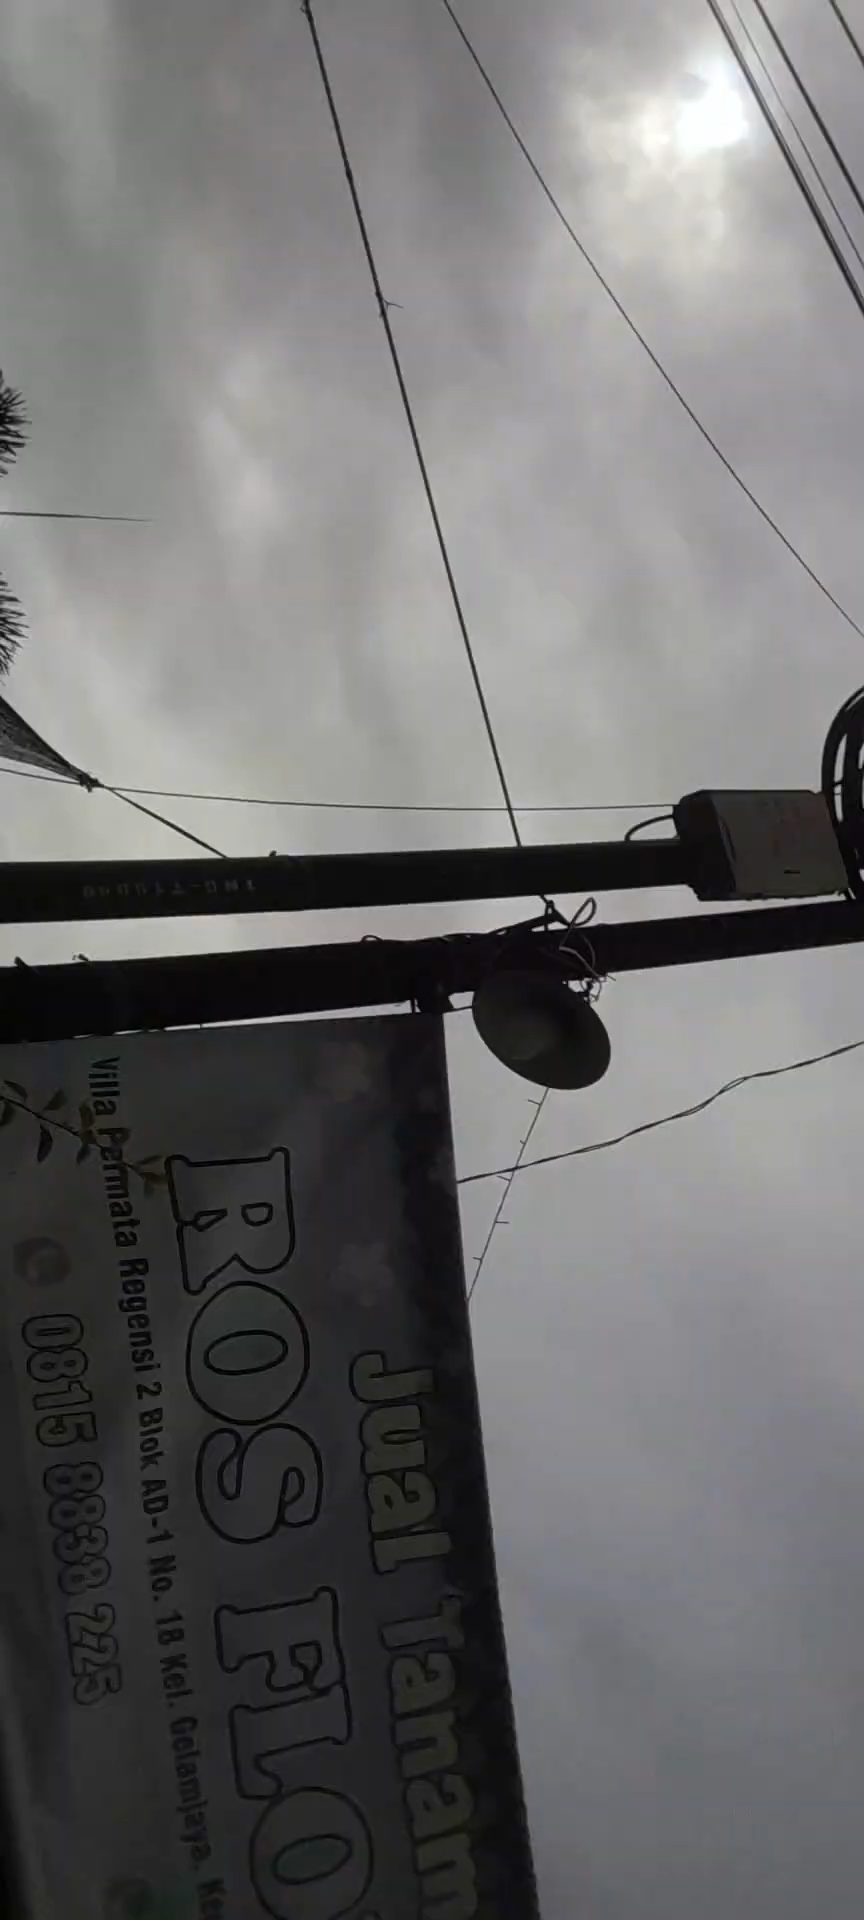 Jual Tanam
ROS FLO
Villa Permata Regensi 2 Blok AD-1 No. 18 Kel. Gelamjaya.
0815 8838 225